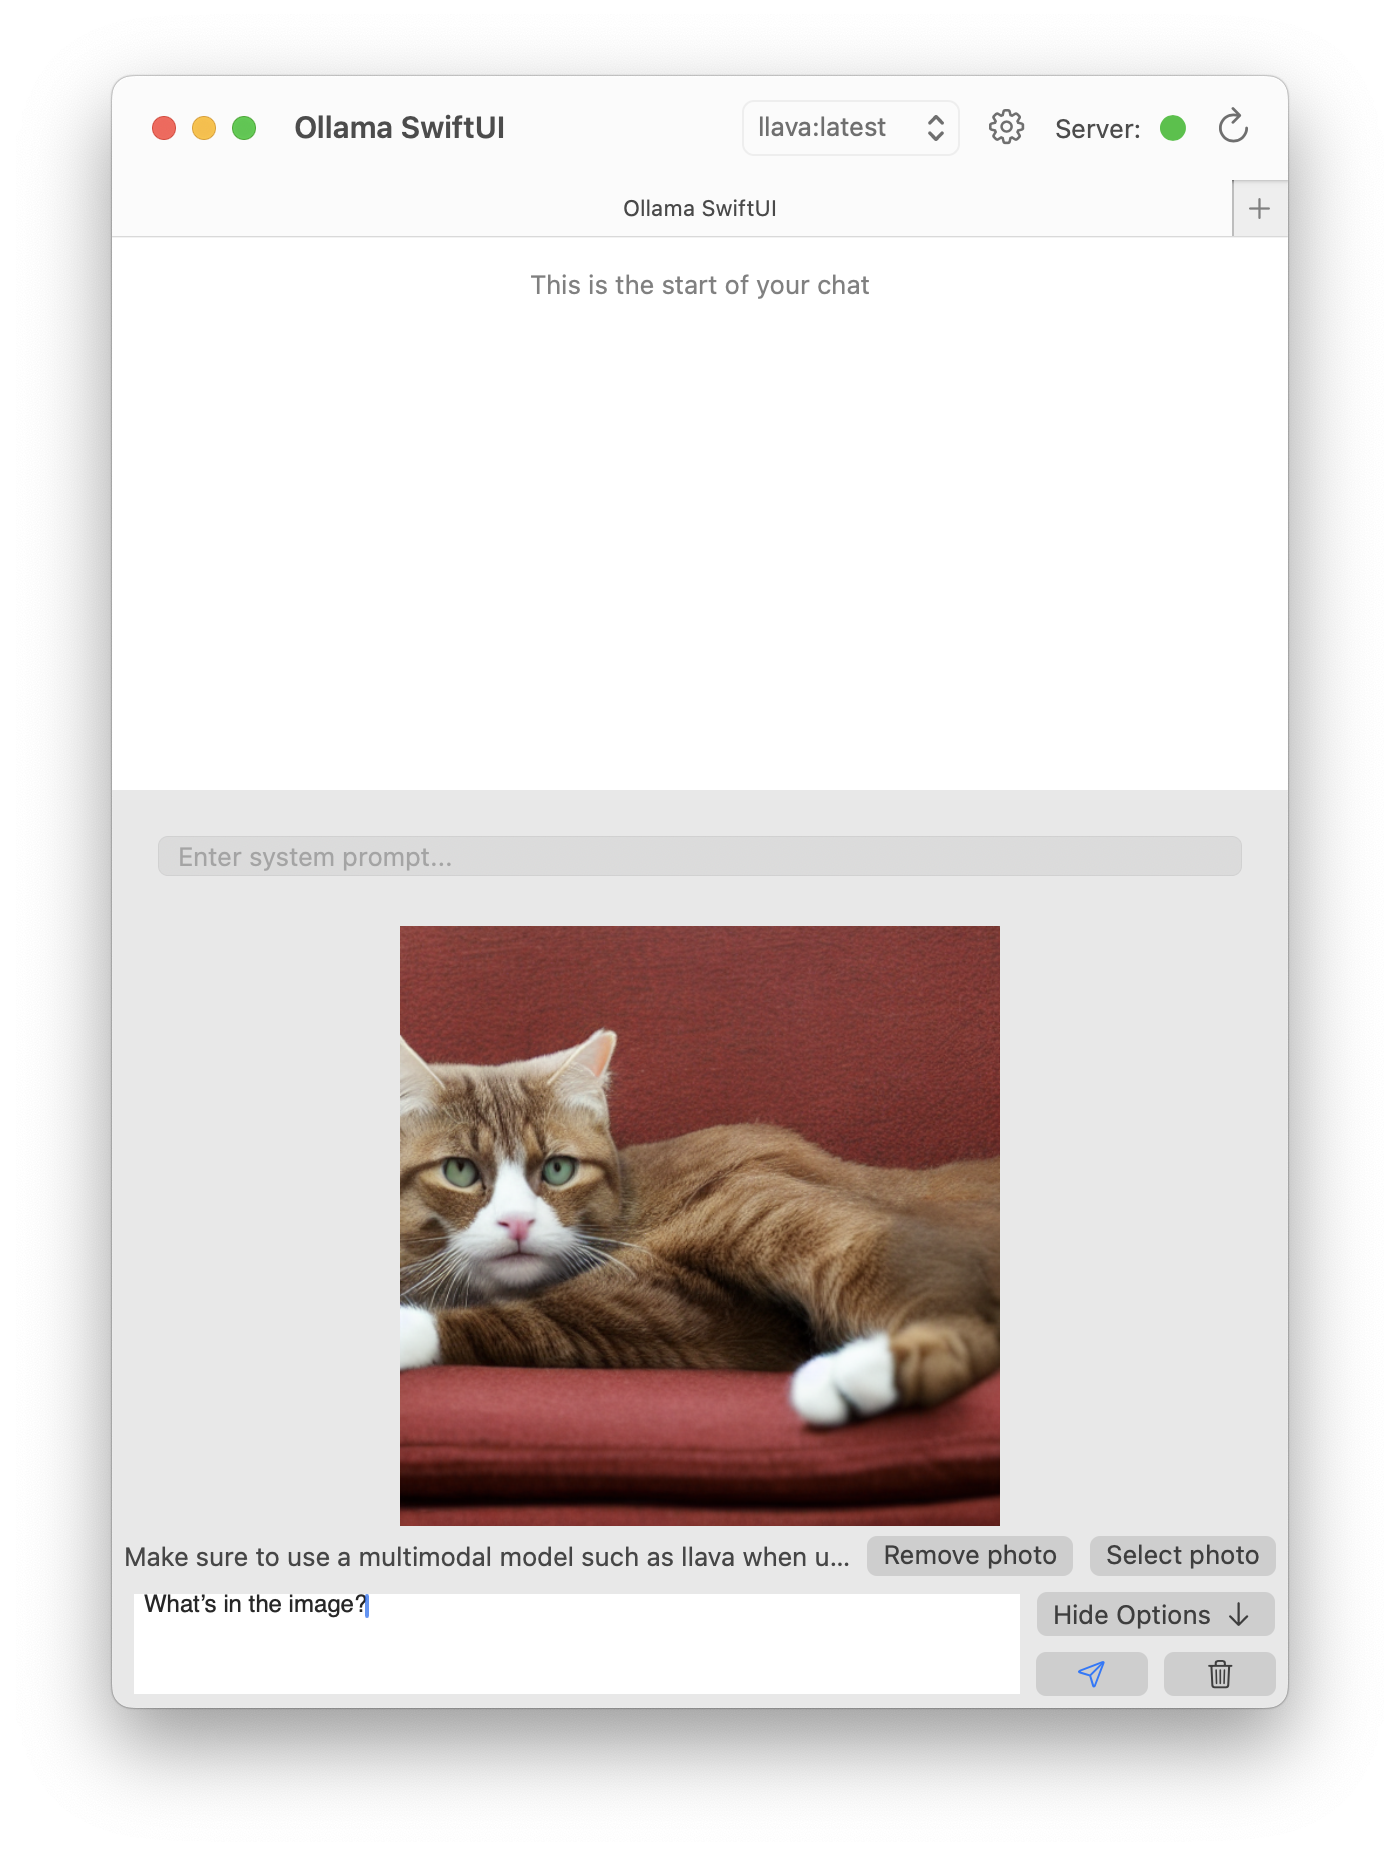 Ollama SwiftUI
llava:latest
Server:
Ollama SwiftUI
This is the start of your chat
Enter system prompt...
Make sure to use a multimodal model such as llava when u...
Remove photo
Select photo
What’s in the image?
Hide Options